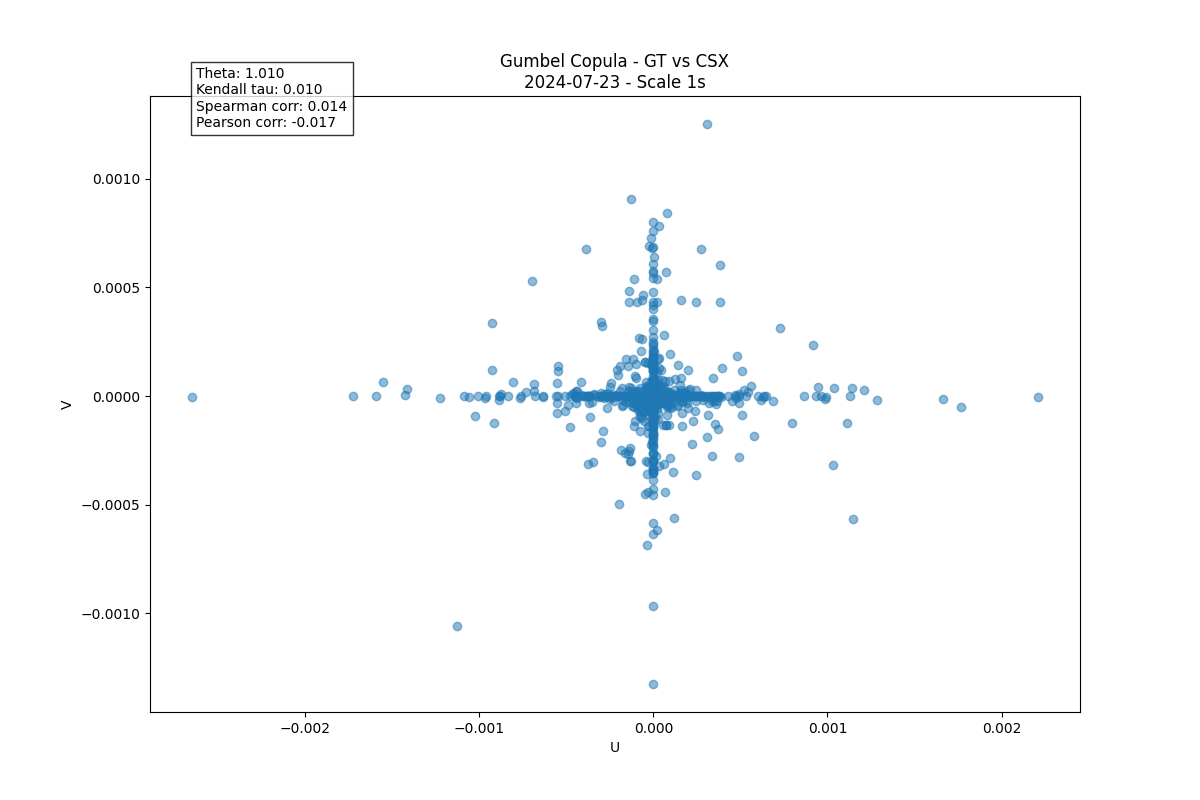 Gumbel Copula - GT vs CSX
2024-07-23 - Scale 1s
Theta: 1.010
Kendall tau: 0.010
Spearman corr: 0.014
Pearson corr: -0.017
V
0.0010
0.0005
0.0000
−0.0005
−0.0010
−0.002
−0.001
0.000
0.001
0.002
U